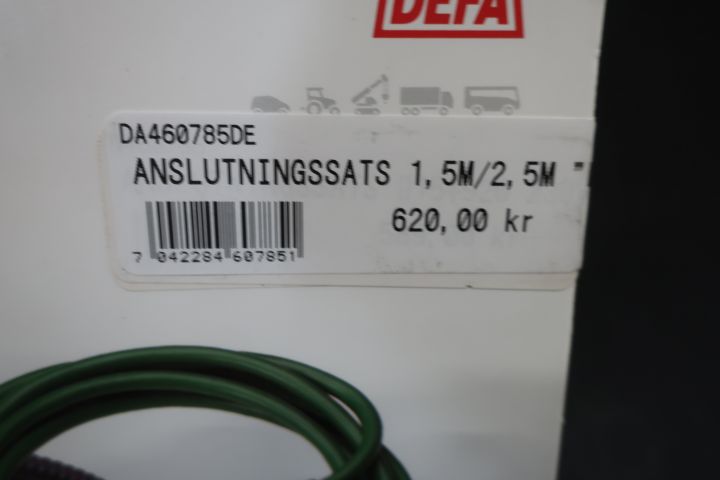 DEFA
DA460785DE
ANSLUTNINGSSATS 1,5M/2,5M "
620,00 kr
7 042284 607851